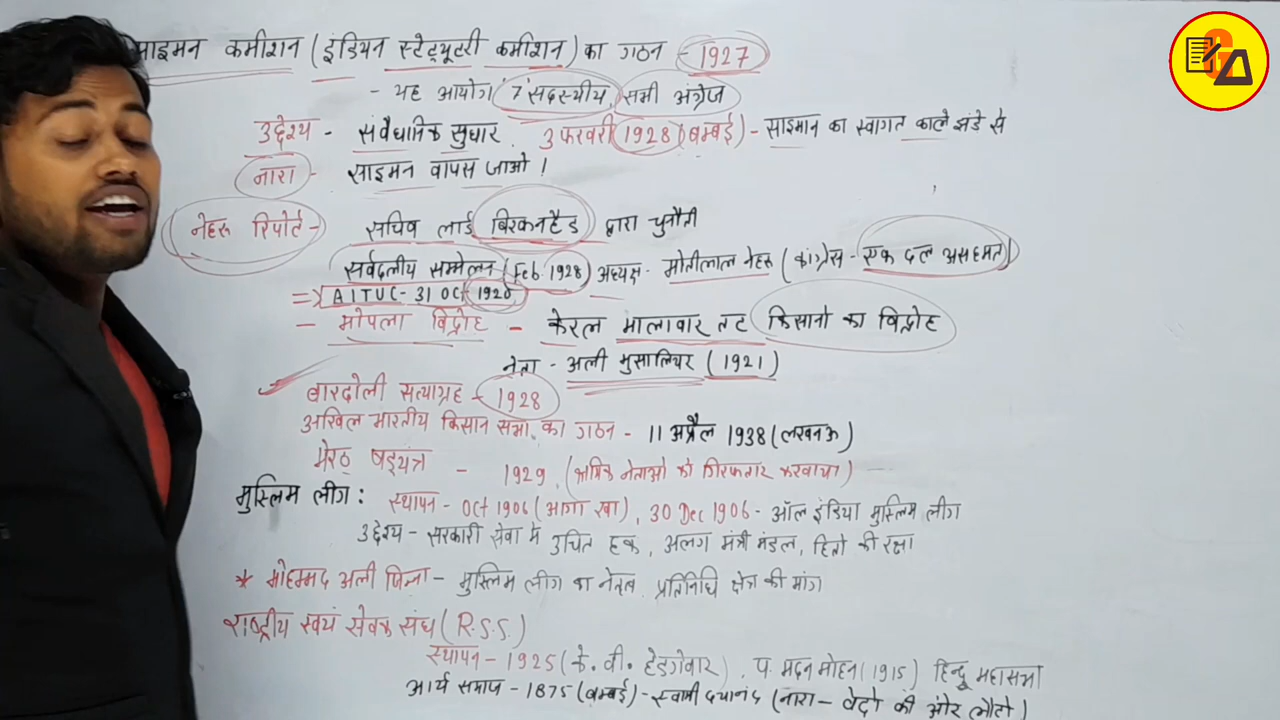 साइमन कमीशन (इंडियन स्टेट्यूटरी कमीशन) का गठन - 1927
- यह आयोग 7 सदस्यीय, सभी अंग्रेज
उद्देश्य - संवैधानिक सुधार, 3 फरवरी 1928 (बम्बई) - साइमान का स्वागत काले झंडे से
नारा - साइमन वापस जाओ !
नेहरू रिपोर्ट - सचिव लार्ड बिरकनहैड द्वारा चुनौती
सर्वदलीय सम्मेलन (Feb 1928) अध्यक्ष - मोतीलाल नेहरू (कांग्रेस - एक दल असहमत)
=> AITUC - 31 Oct 1920
- मोपला विद्रोह - केरल मालावार तट किसानो का विद्रोह
नेता - अली मुसालियर (1921)
बारदोली सत्याग्रह - 1928
अखिल भारतीय किसान सभा का गठन - 11 अप्रैल 1938 (लखनऊ)
मेरठ षड्यंत्र - 1929 (श्रमिक नेताओ को गिरफतार करवाया)
मुस्लिम लीग : स्थापन - Oct 1906 (आगा खा), 30 Dec 1906 - ऑल इंडिया मुस्लिम लीग
उद्देश्य - सरकारी सेवा मे उचित हक, अलग मंत्री मंडल, हितो की रक्षा
* मोहम्मद अली जिन्ना - मुस्लिम लीग का नेतृत्व, प्रतिनिधि क्षेत्र की मांग
राष्ट्रीय स्वयं सेवक संघ (R.S.S.)
स्थापन - 1925 (के. वी. हेडगेवार), प. मदन मोहन (1915) हिन्दू महासभा
आर्य समाज - 1875 (बम्बई) - स्वामी दयानंद (नारा - वेदो की ओर लौटो)